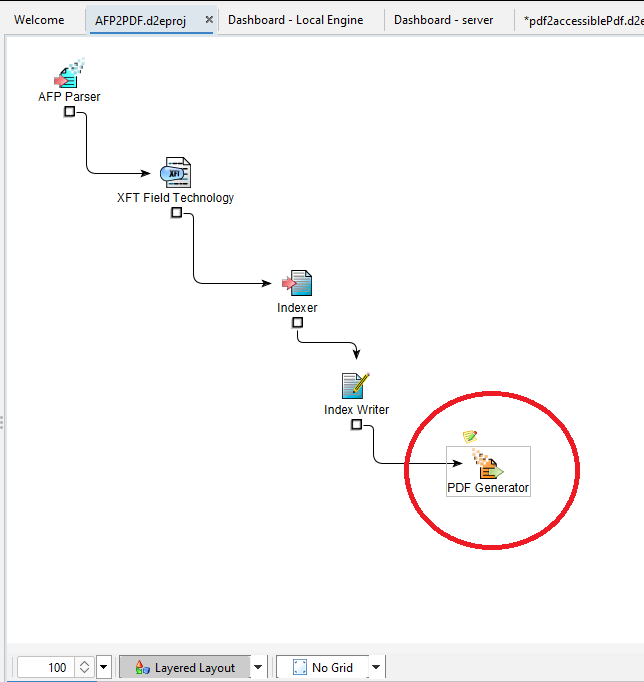 Welcome
AFP2PDF.d2eproj
Dashboard - Local Engine
Dashboard - server
*pdf2accessiblePdf.d2e
AFP Parser
XFT
XFT Field Technology
Indexer
Index Writer
PDF Generator
100
Layered Layout
No Grid